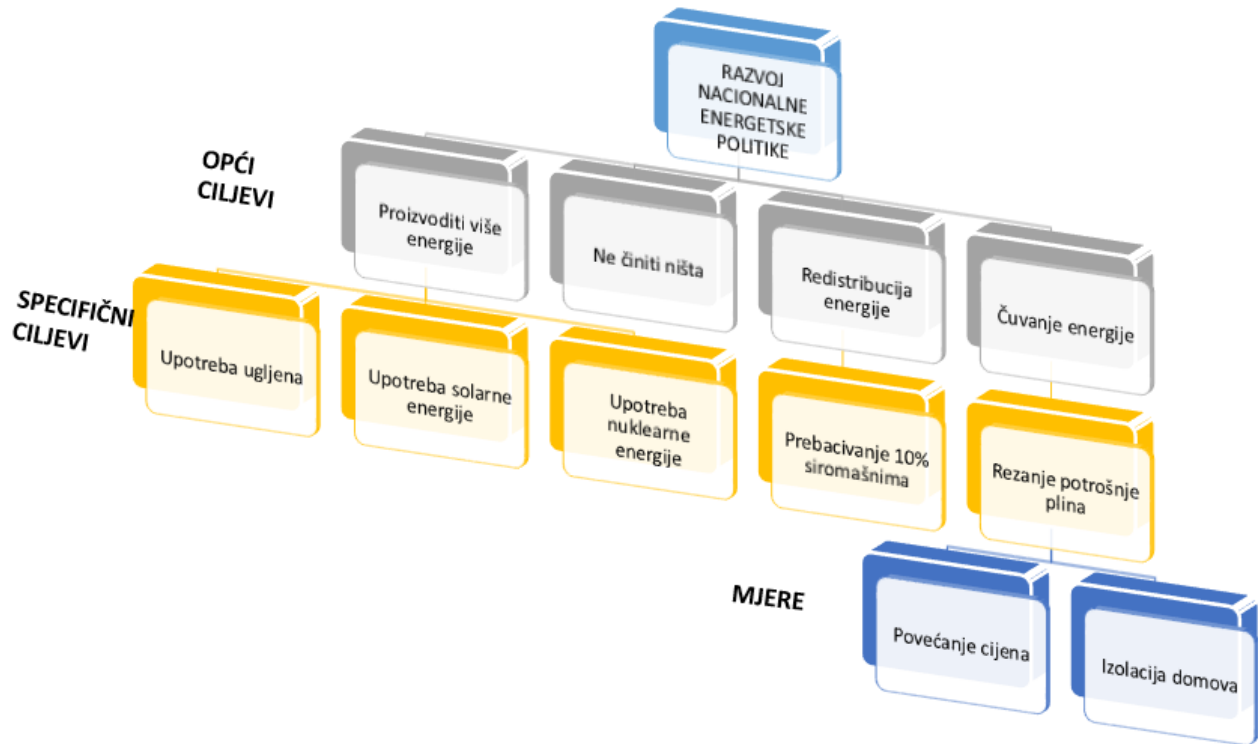 RAZVOJ
NACIONALNE
ENERGETSKE
POLITIKE
OPĆI
CILJEVI
Proizvoditi više
energije
Ne činiti ništa
Redistribucija
energije
Čuvanje energije
SPECIFIČNI
CILJEVI
Upotreba ugljena
Upotreba solarne
energije
Upotreba
nuklearne
energije
Prebacivanje 10%
siromašnima
Rezanje potrošnje
plina
MJERE
Povećanje cijena
Izolacija domova